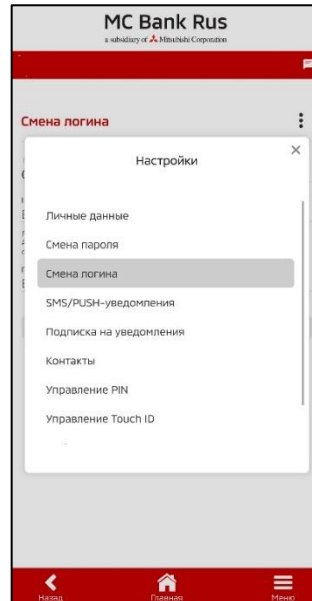 MC Bank Rus
a subsidiary of Mitsubishi Corporation
Смена логина
Настройки
Личные данные
Смена пароля
Смена логина
SMS/PUSH-уведомления
Подписка на уведомления
Контакты
Управление PIN
Управление Touch ID
Назад
Главная
Меню